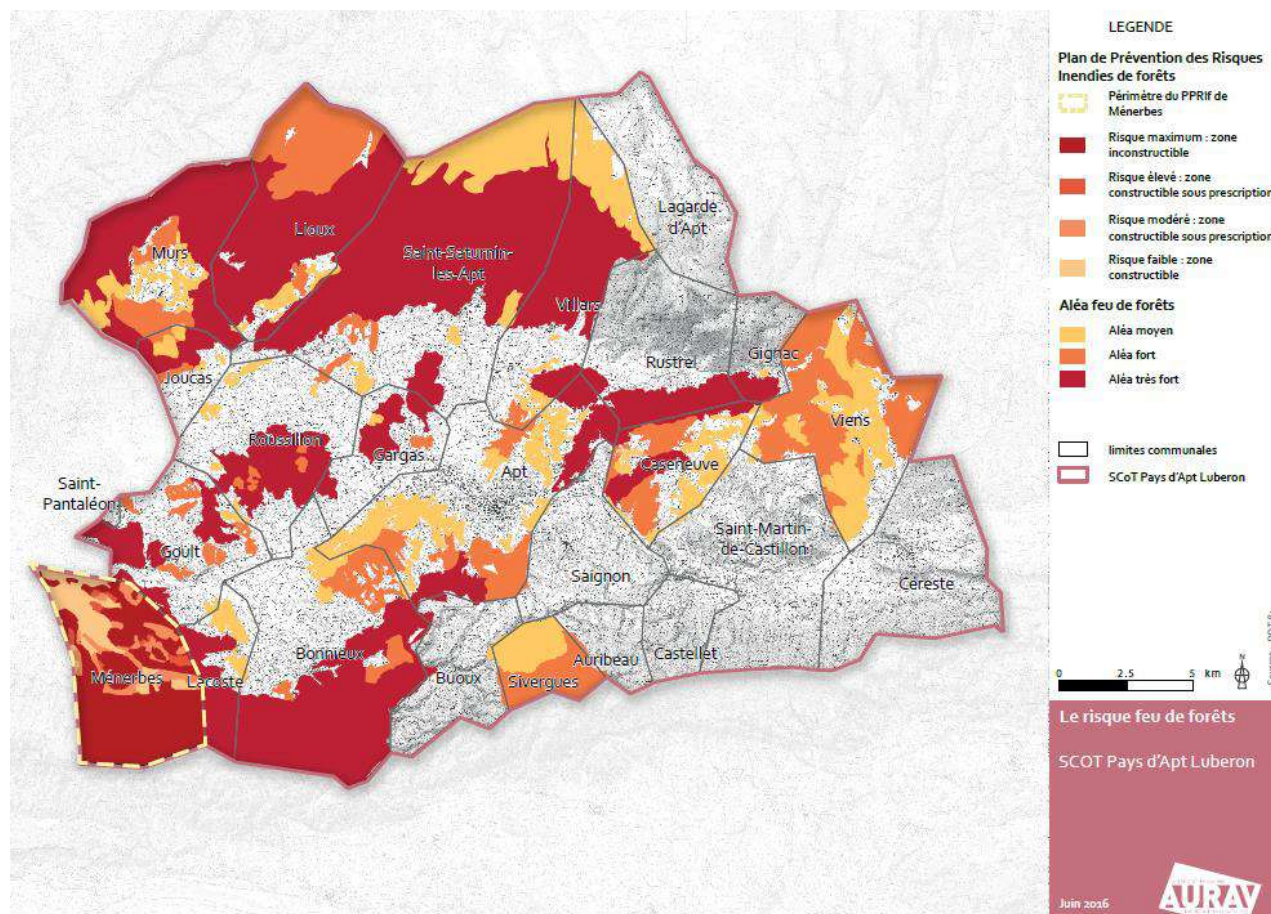 LEGENDE
Plan de Prévention des Risques
Inendies de forêts
Périmètre du PPRIf de
Ménerbes
Risque maximum : zone
inconstructible
Risque élevé : zone
constructible sous prescription
Risque modéré : zone
constructible sous prescription
Risque faible : zone
constructible
Aléa feu de forêts
Aléa moyen
Aléa fort
Aléa très fort
limites communales
SCoT Pays d'Apt Luberon
Lagarde
d'Apt
Lioux
Murs
Saint-Saturnin-
les-Apt
Villars
Rustrel
Gignac
Joucas
Viens
Roussillon
Gargas
Caseneuve
Apt
Saint-
Pantaléon
Saint-Martin-
de-Castillon
Goult
Saignon
Céreste
Bonnieux
Auribeau
Castellet
Ménerbes
Lacoste
Buoux
Sivergues
0 2.5 5 km
N
Le risque feu de forêts
SCOT Pays d'Apt Luberon
Juin 2016
AURAV